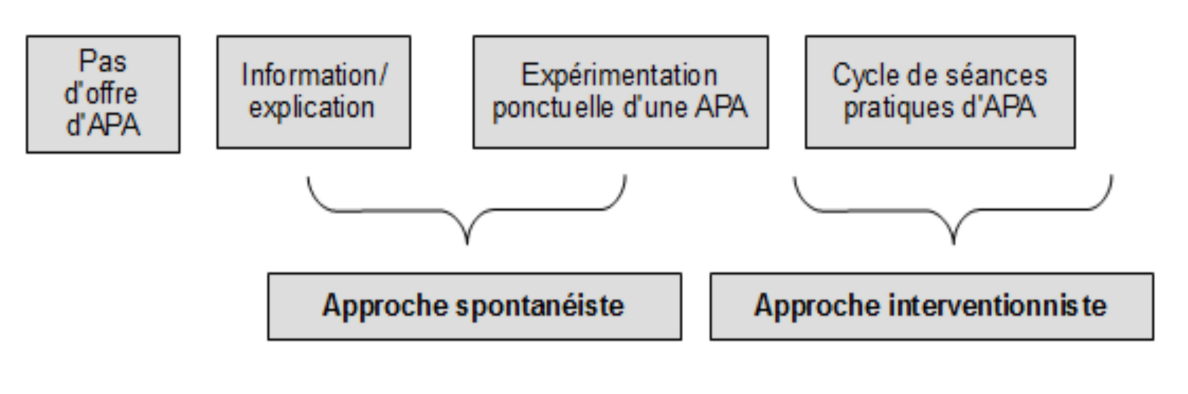 Pas
d'offre
d'APA
Information/
explication
Expérimentation
ponctuelle d'une APA
Cycle de séances
pratiques d'APA
Approche spontanéiste
Approche interventionniste